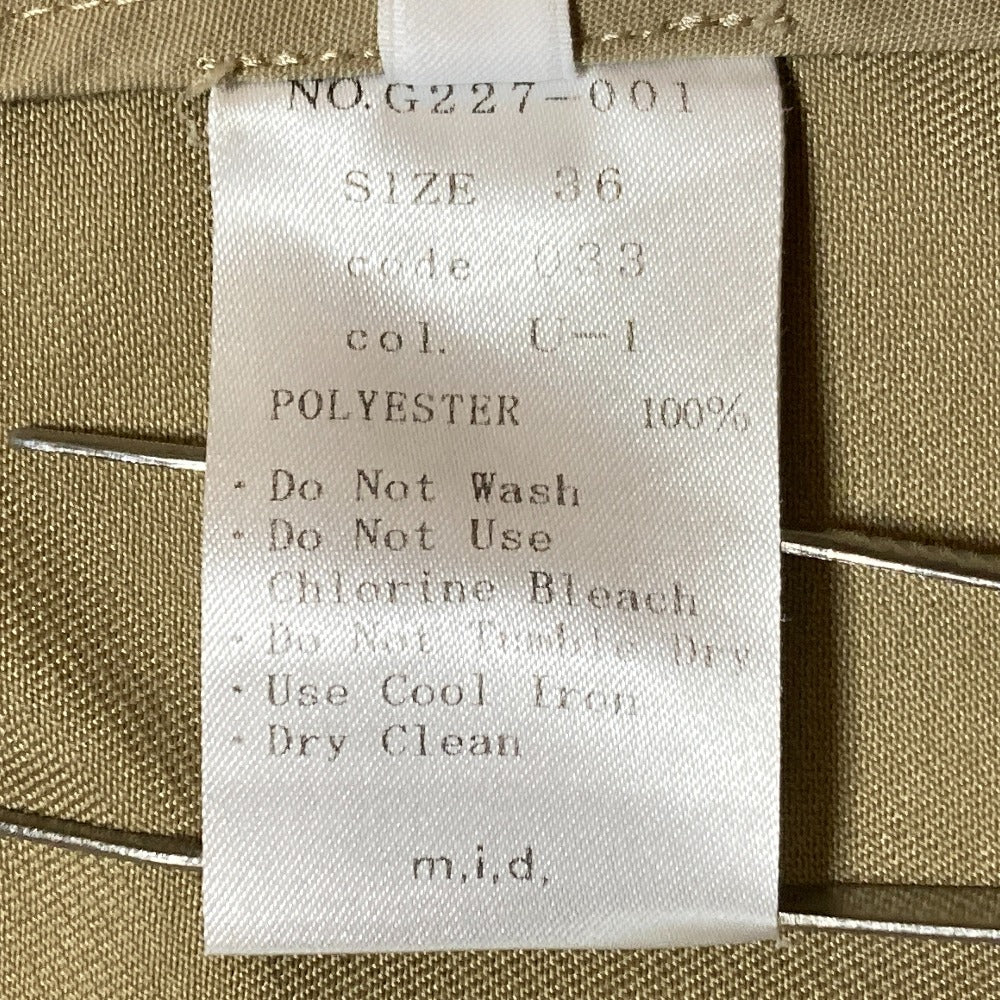 NO.G227-001
SIZE 36
code 033
col. U-1
POLYESTER 100%
・Do Not Wash
・Do Not Use
Chlorine Bleach
・Do Not Tumble Dry
・Use Cool Iron
・Dry Clean
m,i,d,